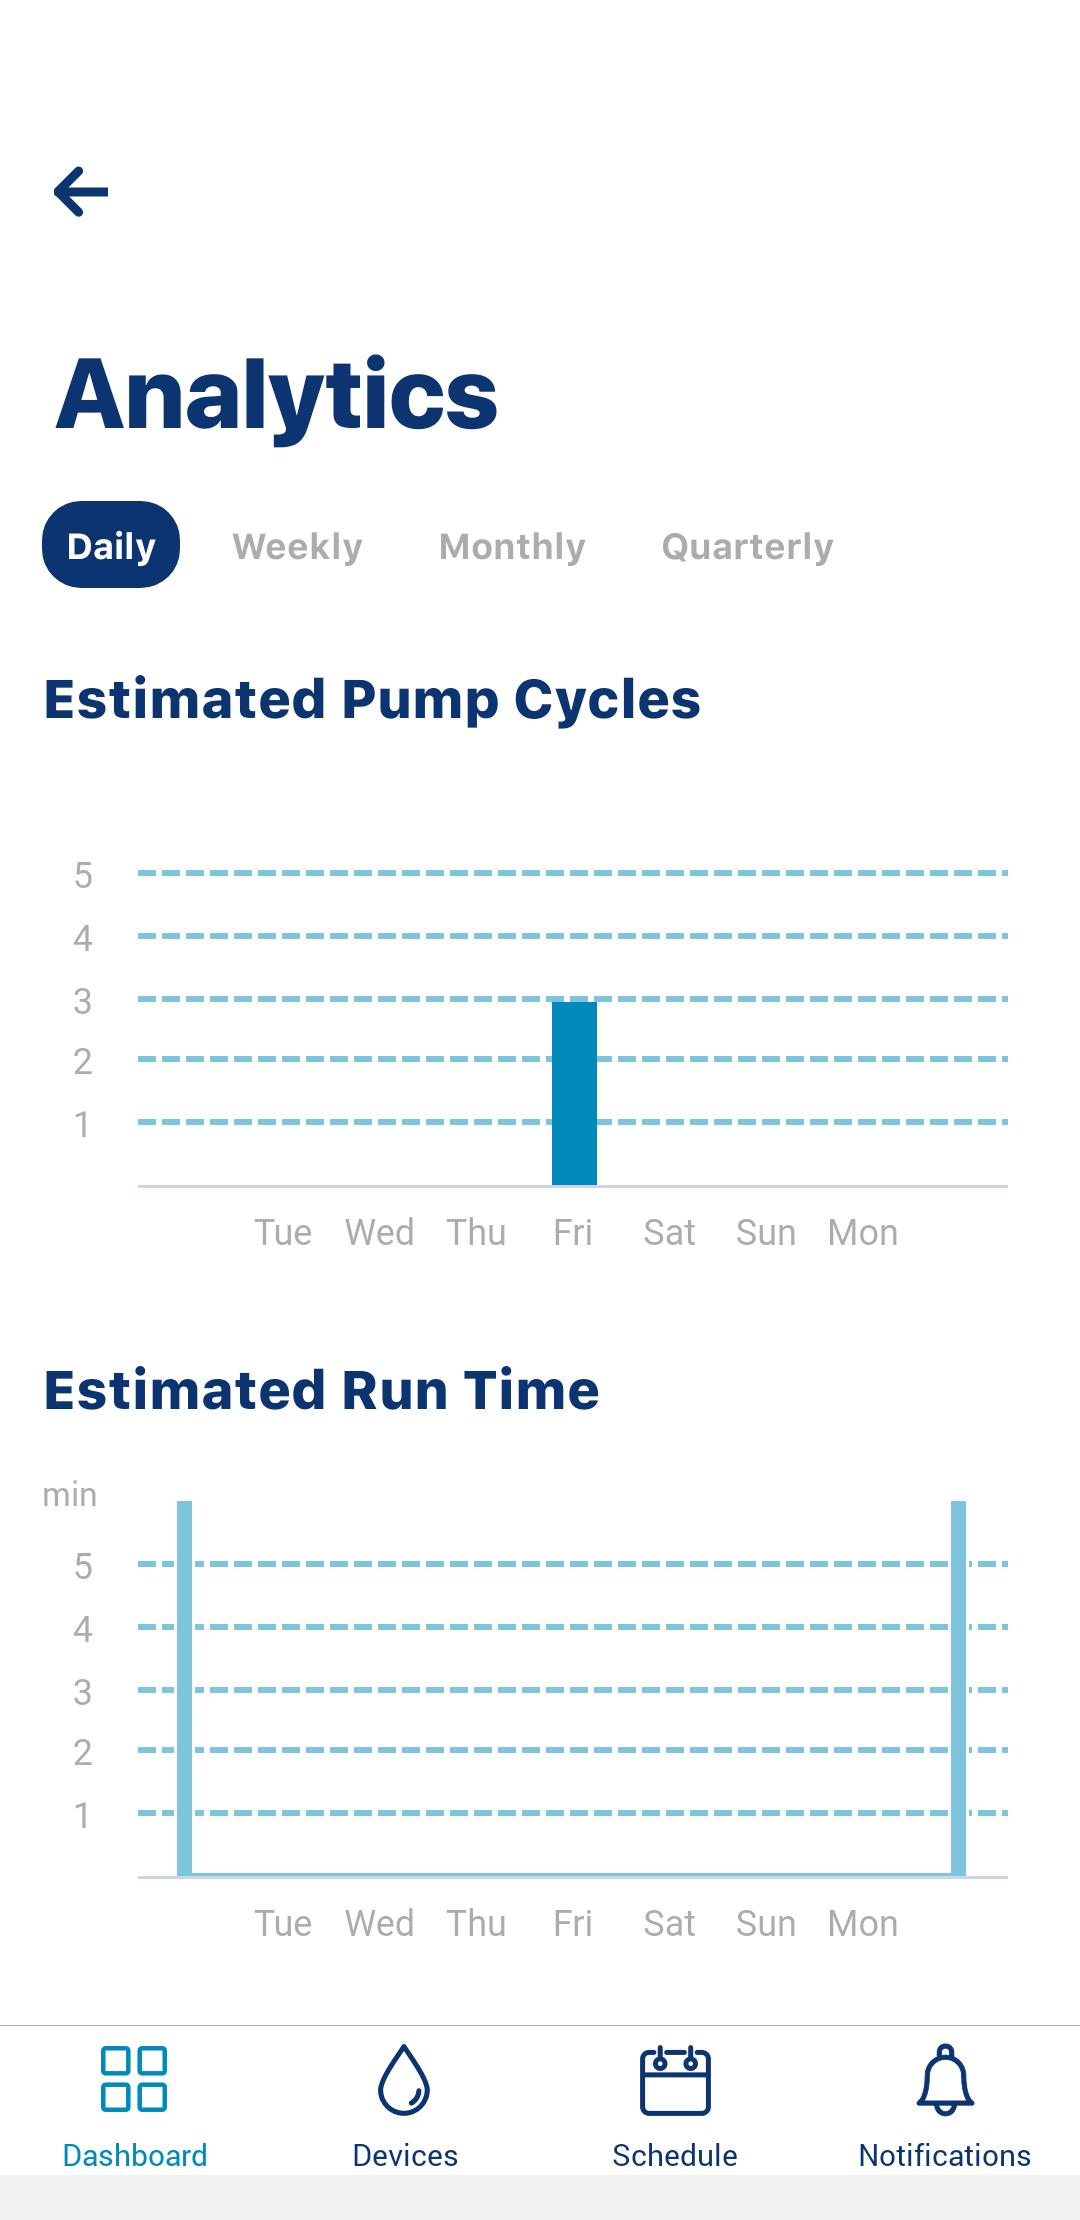 Analytics
Daily Weekly Monthly Quarterly
Estimated Pump Cycles
5
4
3
2
1
Tue Wed Thu Fri Sat Sun Mon
Estimated Run Time
min
5
4
3
2
1
Tue Wed Thu Fri Sat Sun Mon
Dashboard Devices Schedule Notifications